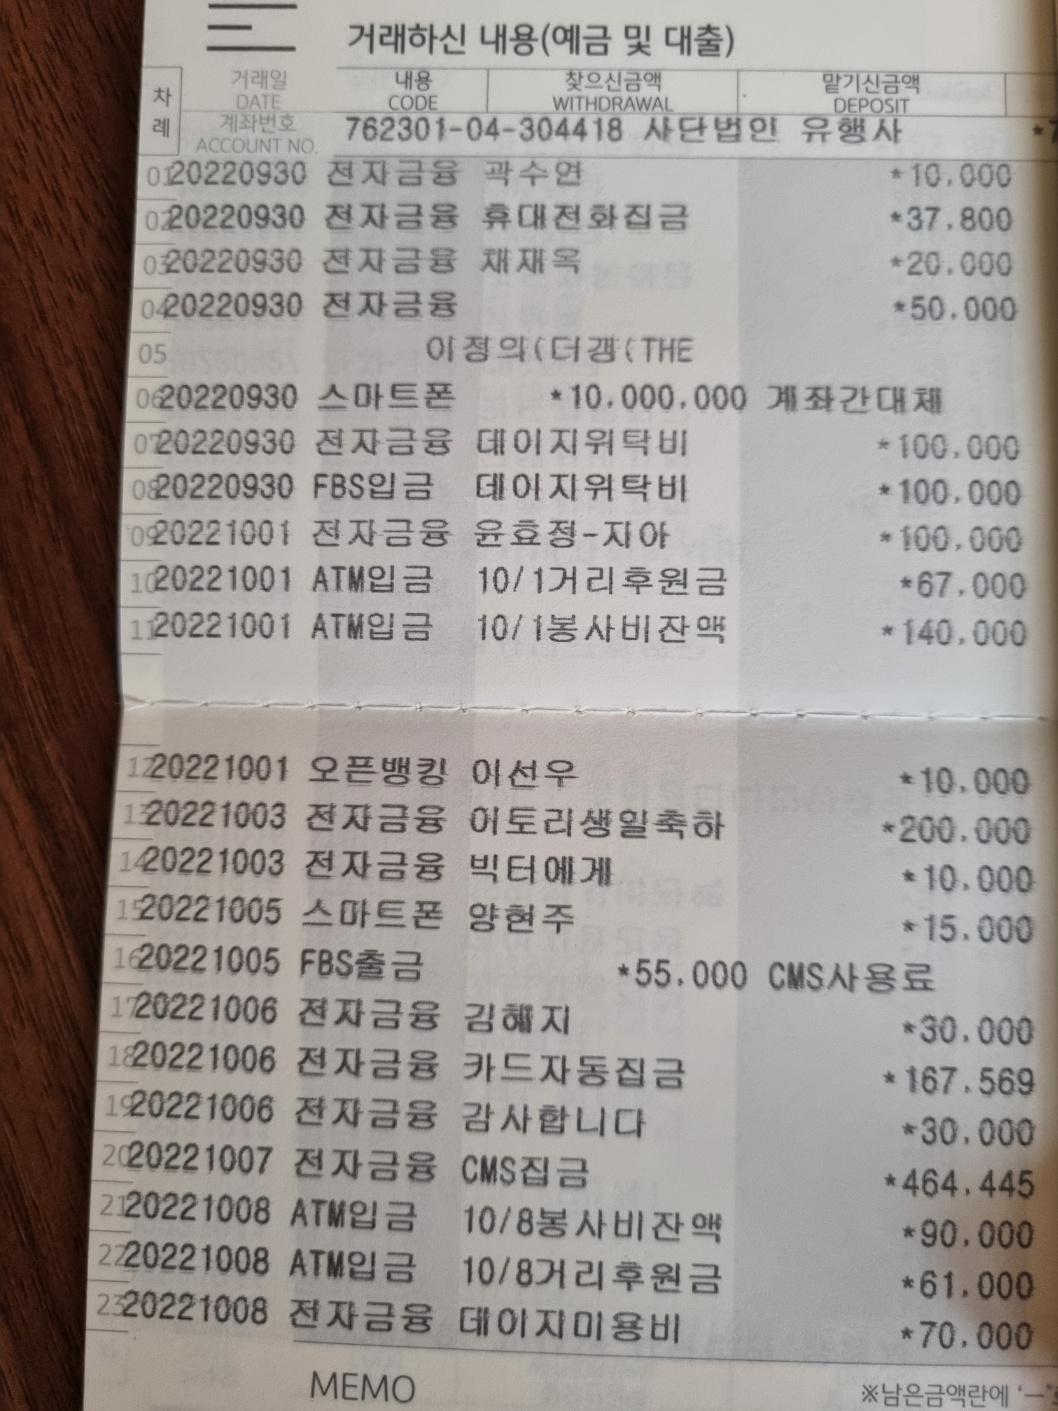 거래하신 내용(예금 및 대출)
차례 거래일 내용 찾으신금액 맡기신금액
DATE CODE WITHDRAWAL DEPOSIT
계좌번호 ACCOUNT NO. 762301-04-304418 사단법인 유행사
01 20220930 전자금융 곽수연 *10,000
02 20220930 전자금융 휴대전화집금 *37,800
03 20220930 전자금융 채재옥 *20,000
04 20220930 전자금융 *50,000
05 이정의(더갬(THE
06 20220930 스마트폰 *10,000,000 계좌간대체
07 20220930 전자금융 데이지위탁비 *100,000
08 20220930 FBS입금 데이지위탁비 *100,000
09 20221001 전자금융 윤효정-지아 *100,000
10 20221001 ATM입금 10/1거리후원금 *67,000
11 20221001 ATM입금 10/1봉사비잔액 *140,000
12 20221001 오픈뱅킹 이선우 *10,000
13 20221003 전자금융 어토리생일축하 *200,000
14 20221003 전자금융 빅터에게 *10,000
15 20221005 스마트폰 양현주 *15,000
16 20221005 FBS출금 *55,000 CMS사용료
17 20221006 전자금융 김혜지 *30,000
18 20221006 전자금융 카드자동집금 *167,569
19 20221006 전자금융 감사합니다 *30,000
20 20221007 전자금융 CMS집금 *464,445
21 20221008 ATM입금 10/8봉사비잔액 *90,000
22 20221008 ATM입금 10/8거리후원금 *61,000
23 20221008 전자금융 데이지미용비 *70,000
MEMO
※남은금액란에 '-'